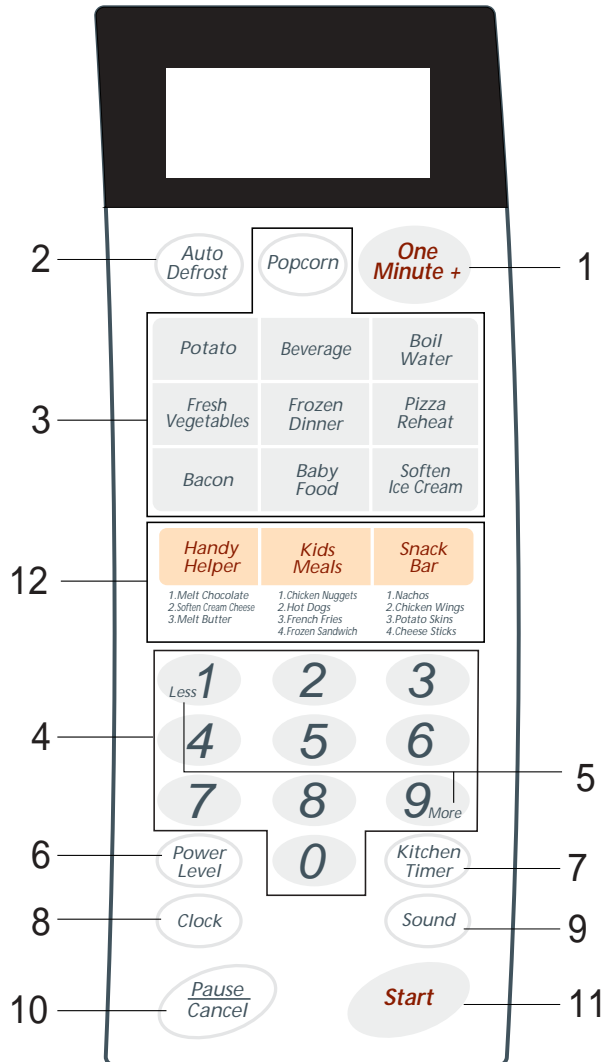 2
Auto
Defrost
Popcorn
One
Minute +
1
3
Potato
Beverage
Boil
Water
Fresh
Vegetables
Frozen
Dinner
Pizza
Reheat
Bacon
Baby
Food
Soften
Ice Cream
12
Handy
Helper
1.Melt Chocolate
2.Soften Cream Cheese
3.Melt Butter
Kids
Meals
1.Chicken Nuggets
2.Hot Dogs
3.French Fries
4.Frozen Sandwich
Snack
Bar
1.Nachos
2.Chicken Wings
3.Potato Skins
4.Cheese Sticks
4
Less 1
2
3
4
5
6
5
7
8
9 More
6
Power
Level
0
Kitchen
Timer
7
8
Clock
Sound
9
10
Pause
Cancel
Start
11